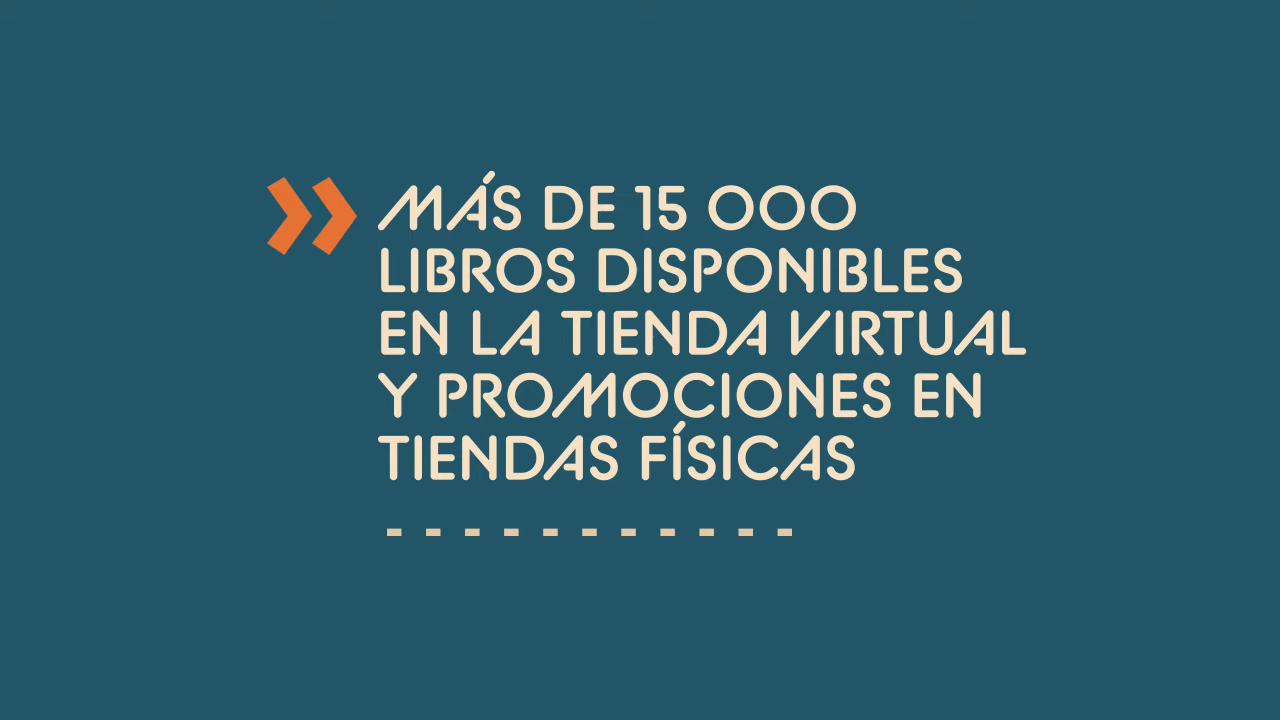 MÁS DE 15 000
LIBROS DISPONIBLES
EN LA TIENDA VIRTUAL
Y PROMOCIONES EN
TIENDAS FÍSICAS